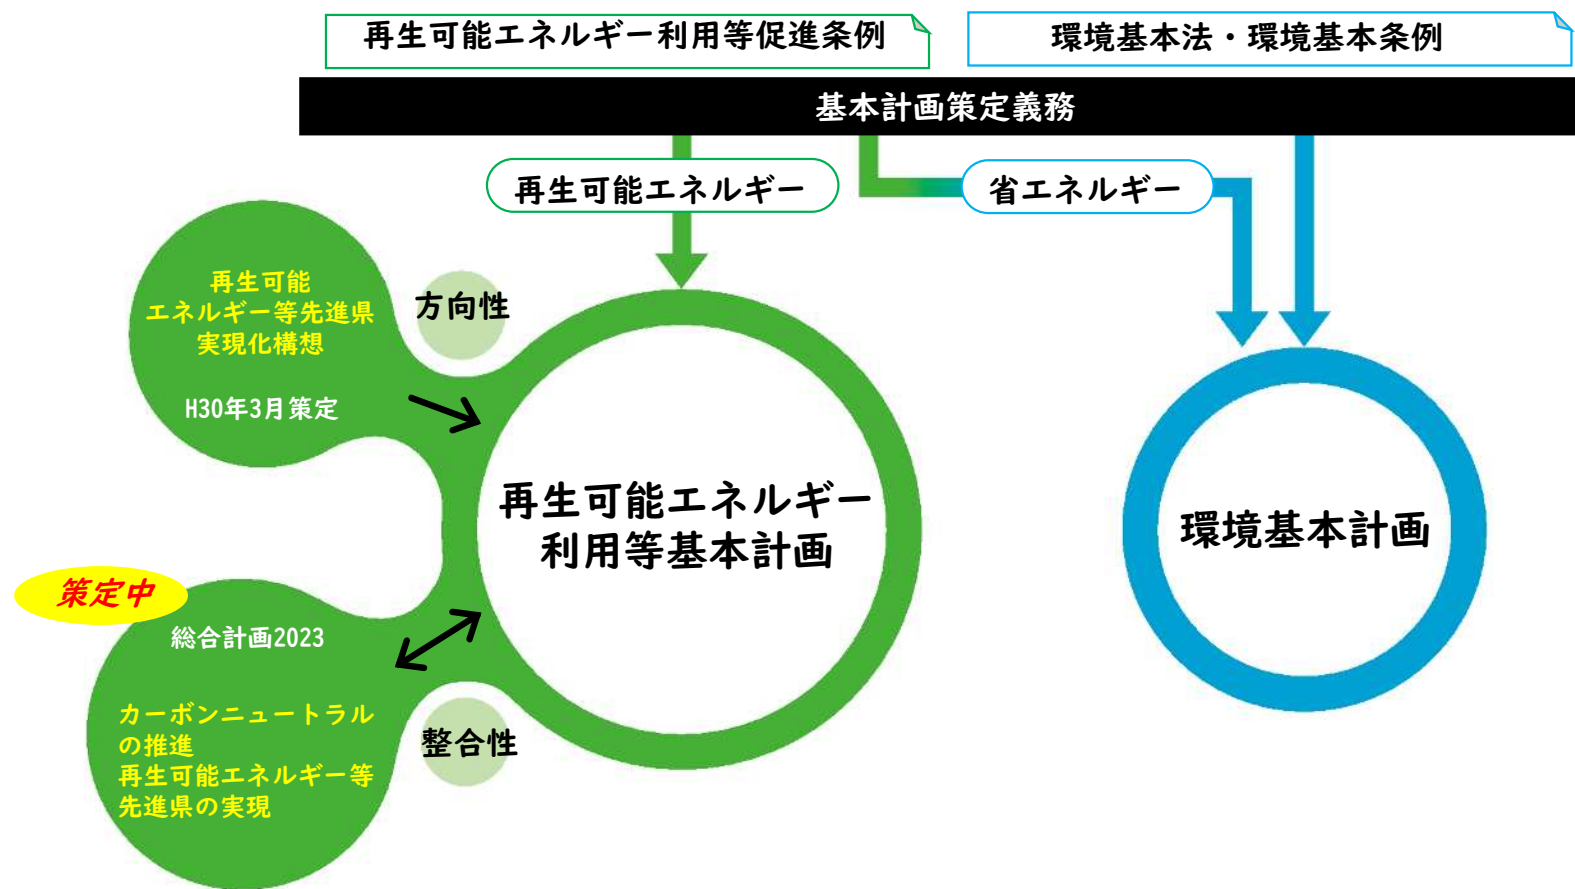 再生可能エネルギー利用等促進条例
環境基本法・環境基本条例
基本計画策定義務
再生可能エネルギー
省エネルギー
再生可能
エネルギー等先進県
実現化構想
H30年3月策定
方向性
再生可能エネルギー
利用等基本計画
環境基本計画
策定中
総合計画2023
カーボンニュートラル
の推進
再生可能エネルギー等
先進県の実現
整合性